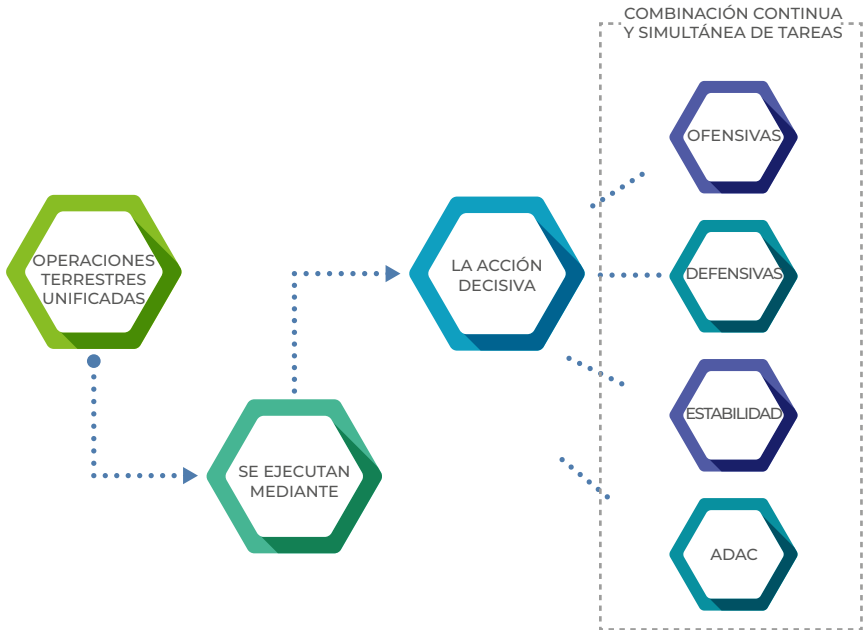 COMBINACIÓN CONTINUA
Y SIMULTÁNEA DE TAREAS
OFENSIVAS
OPERACIONES
TERRESTRES
UNIFICADAS
LA ACCIÓN
DECISIVA
DEFENSIVAS
ESTABILIDAD
SE EJECUTAN
MEDIANTE
ADAC